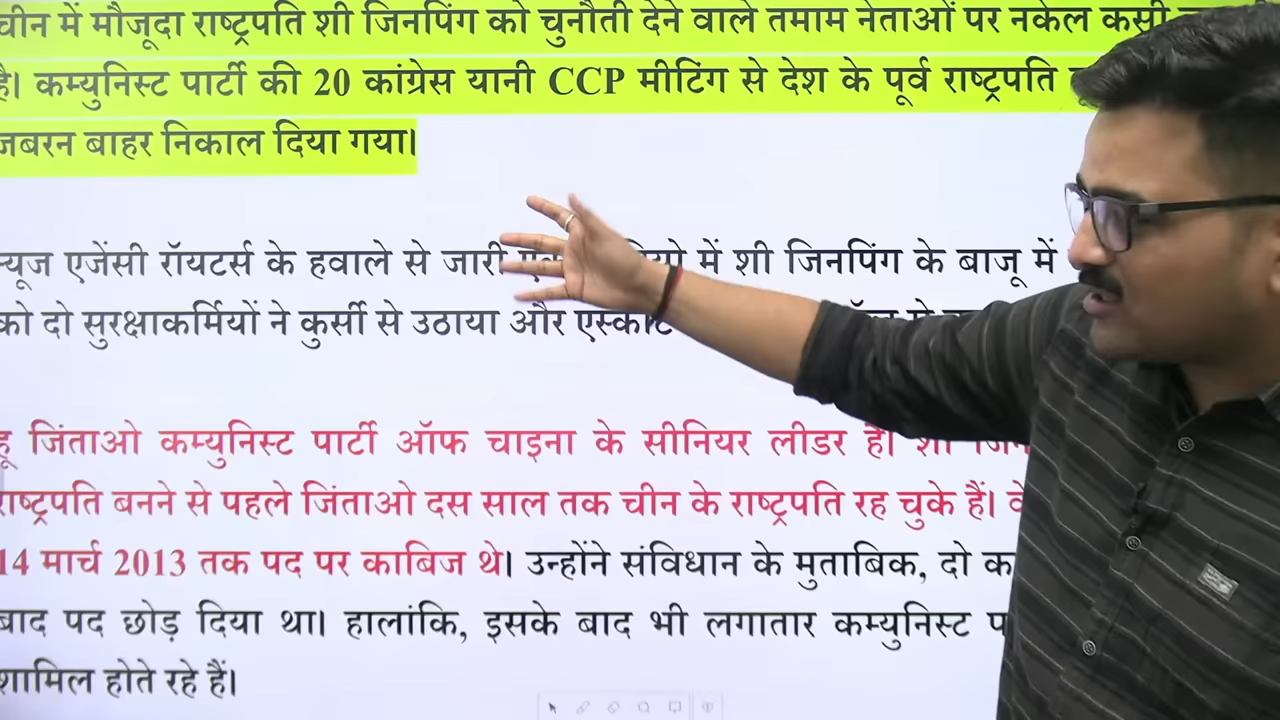 चीन में मौजूदा राष्ट्रपति शी जिनपिंग को चुनौती देने वाले तमाम नेताओं पर नकेल कसी
है। कम्युनिस्ट पार्टी की 20 कांग्रेस यानी CCP मीटिंग से देश के पूर्व राष्ट्रपति
जबरन बाहर निकाल दिया गया।
न्यूज एजेंसी रॉयटर्स के हवाले से जारी में शी जिनपिंग के बाजू में
को दो सुरक्षाकर्मियों ने कुर्सी से उठाया और
हू जिंताओ कम्युनिस्ट पार्टी ऑफ चाइना के सीनियर लीडर हैं। शी
राष्ट्रपति बनने से पहले जिंताओ दस साल तक चीन के राष्ट्रपति रह चुके हैं।
14 मार्च 2013 तक पद पर काबिज थे। उन्होंने संविधान के मुताबिक, दो
बाद पद छोड़ दिया था। हालांकि, इसके बाद भी लगातार कम्युनिस्ट
शामिल होते रहे हैं।